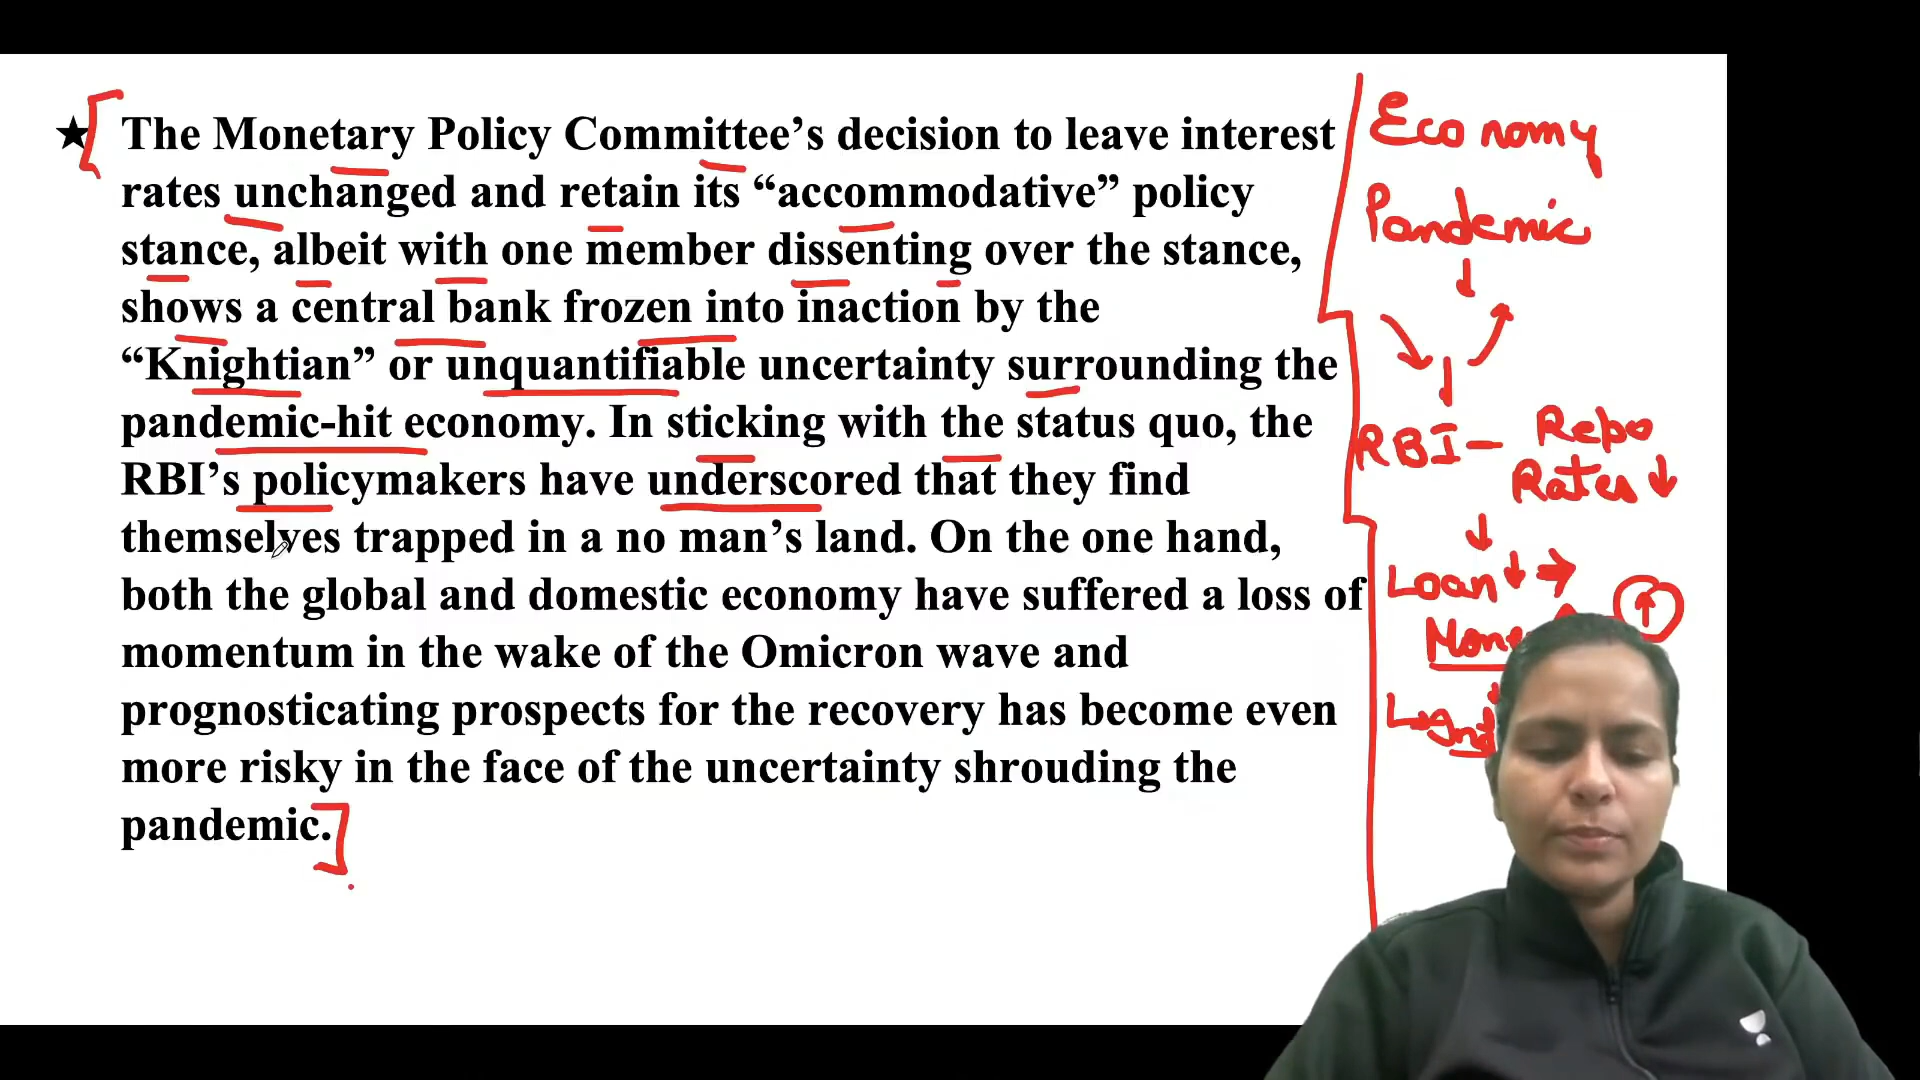 ★ The Monetary Policy Committee’s decision to leave interest
rates unchanged and retain its “accommodative” policy
stance, albeit with one member dissenting over the stance,
shows a central bank frozen into inaction by the
“Knightian” or unquantifiable uncertainty surrounding the
pandemic-hit economy. In sticking with the status quo, the
RBI’s policymakers have underscored that they find
themselves trapped in a no man’s land. On the one hand,
both the global and domestic economy have suffered a loss of
momentum in the wake of the Omicron wave and
prognosticating prospects for the recovery has become even
more risky in the face of the uncertainty shrouding the
pandemic.
Economy
Pandemic
↓
RBI - Repo
Rates ↓
↓
Loan ↓ →